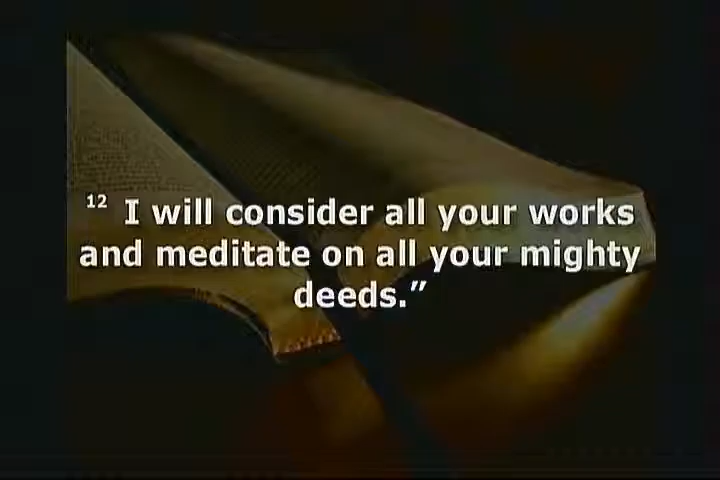 ¹² I will consider all your works
and meditate on all your mighty
deeds.”